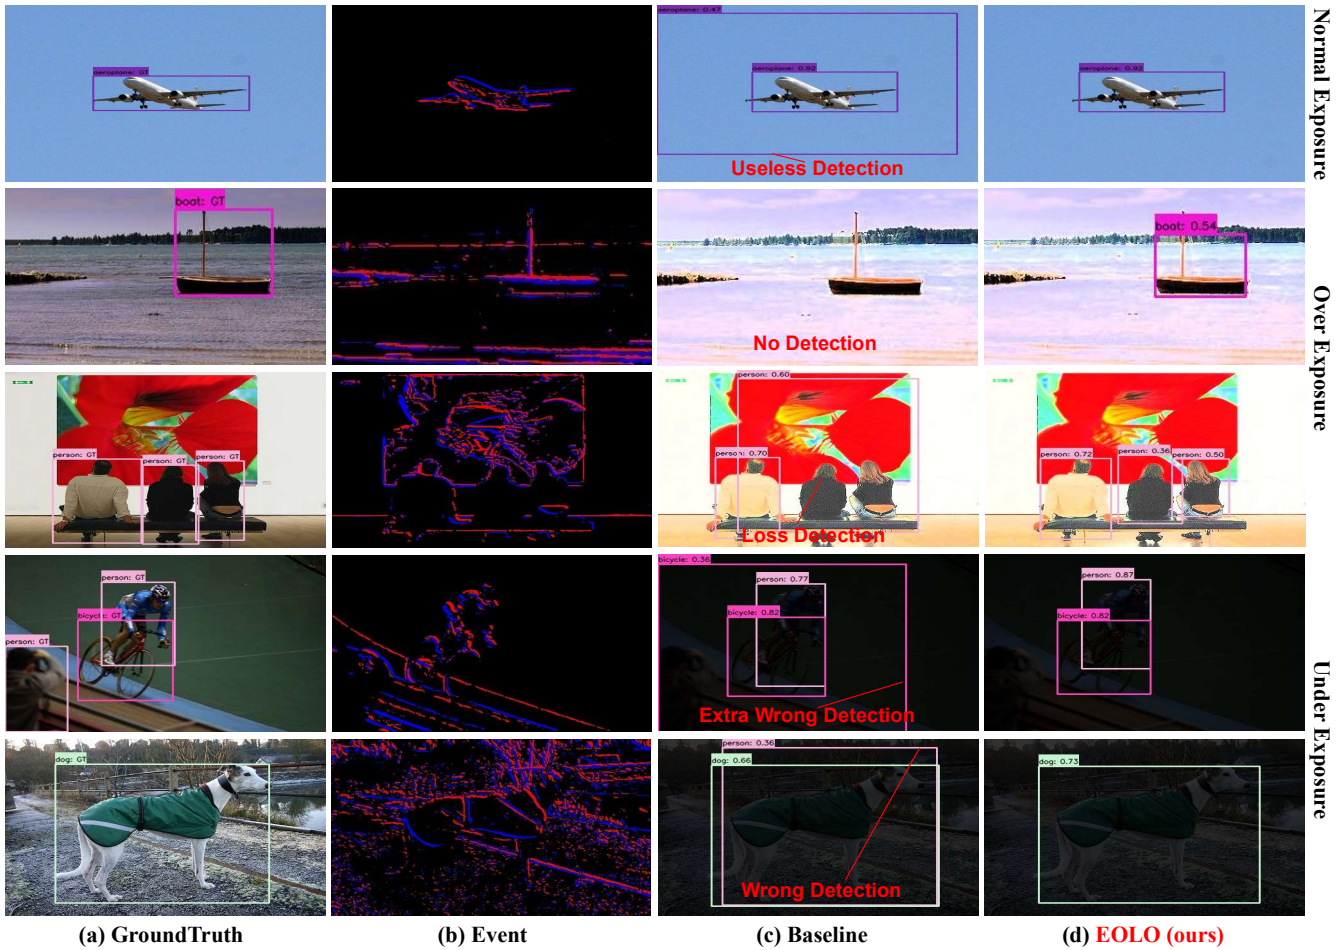 aeroplane: GT
aeroplane: 0.47
aeroplane: 0.92
Useless Detection
aeroplane: 0.92
Normal Exposure
boat: GT
No Detection
boat: 0.54
Over Exposure
person: GT
person: GT
person: GT
person: 0.60
person: 0.70
Loss Detection
person: 0.72
person: 0.36
person: 0.50
person: GT
bicycle: GT
person: GT
bicycle: 0.36
person: 0.77
bicycle: 0.82
Extra Wrong Detection
person: 0.87
bicycle: 0.82
Under Exposure
dog: GT
person: 0.36
dog: 0.66
Wrong Detection
dog: 0.73
(a) GroundTruth
(b) Event
(c) Baseline
(d) EOLO (ours)